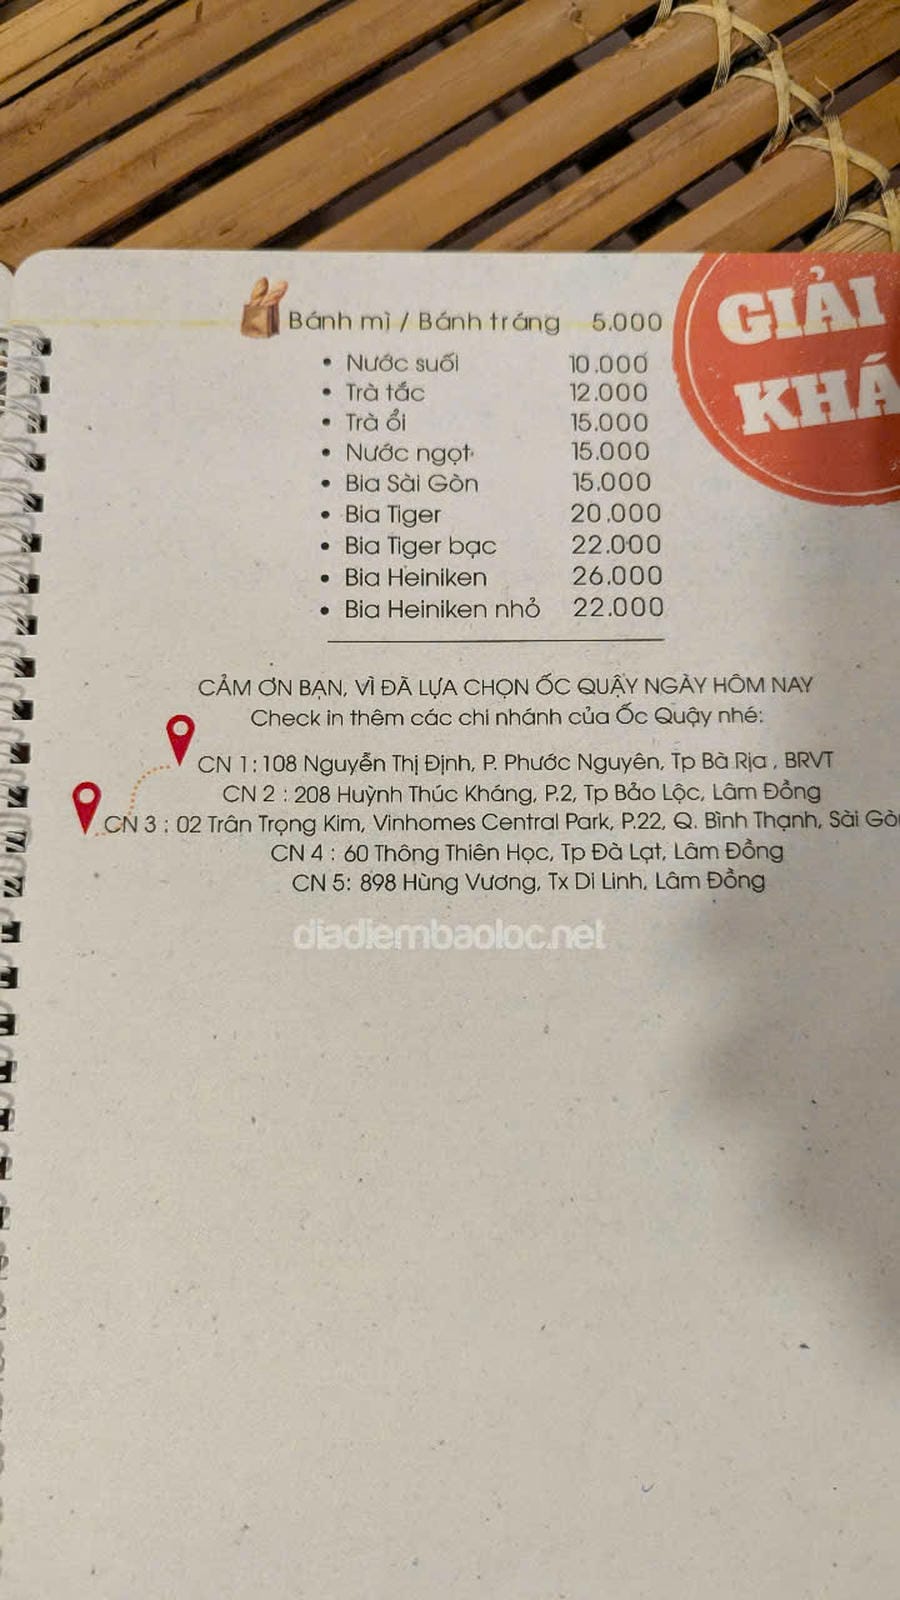 GIẢI
KHÁ
Bánh mì / Bánh tráng 5.000
• Nước suối 10.000
• Trà tắc 12.000
• Trà ổi 15.000
• Nước ngọt 15.000
• Bia Sài Gòn 15.000
• Bia Tiger 20.000
• Bia Tiger bạc 22.000
• Bia Heiniken 26.000
• Bia Heiniken nhỏ 22.000
CẢM ƠN BẠN, VÌ ĐÃ LỰA CHỌN ỐC QUẬY NGÀY HÔM NAY
Check in thêm các chi nhánh của Ốc Quậy nhé:
CN 1: 108 Nguyễn Thị Định, P. Phước Nguyên, Tp Bà Rịa , BRVT
CN 2 : 208 Huỳnh Thúc Kháng, P.2, Tp Bảo Lộc, Lâm Đồng
CN 3 : 02 Trân Trọng Kim, Vinhomes Central Park, P.22, Q. Bình Thạnh, Sài Gò
CN 4 : 60 Thông Thiên Học, Tp Đà Lạt, Lâm Đồng
CN 5: 898 Hùng Vương, Tx Di Linh, Lâm Đồng
diadiembaoloc.net